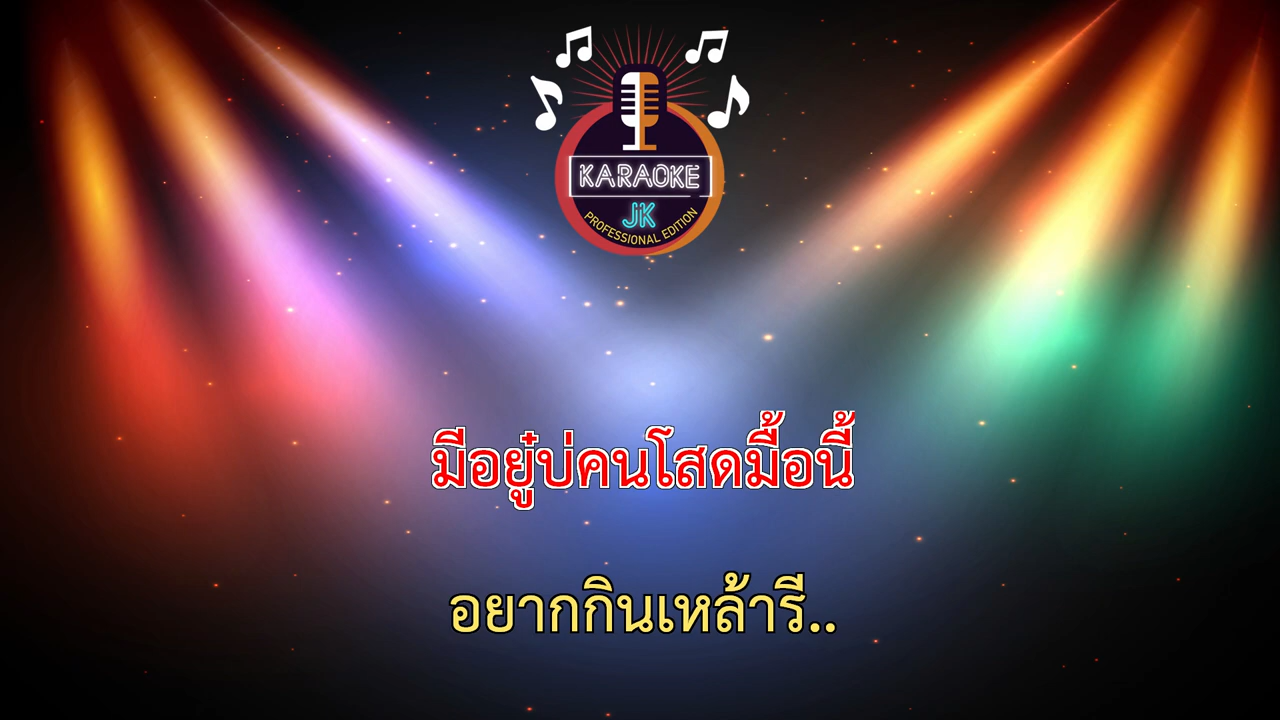 KARAOKE
JK
PROFESSIONAL EDITION
มีอยู๋บ่คนโสดมื้อนี้
อยากกินเหล้ารี..